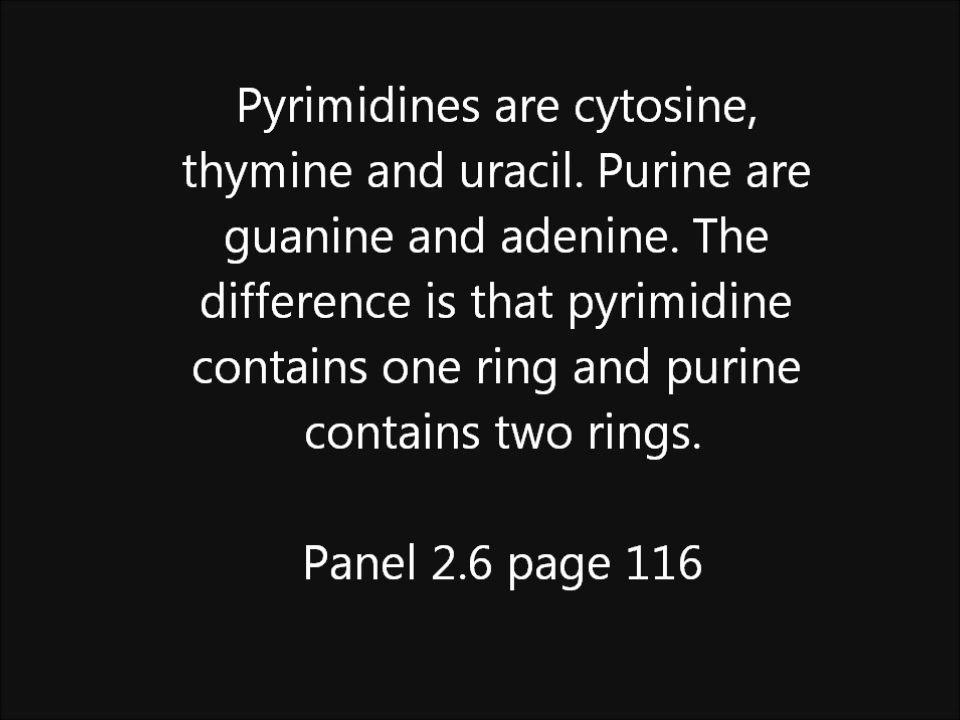 Pyrimidines are cytosine,
thymine and uracil. Purine are
guanine and adenine. The
difference is that pyrimidine
contains one ring and purine
contains two rings.
Panel 2.6 page 116